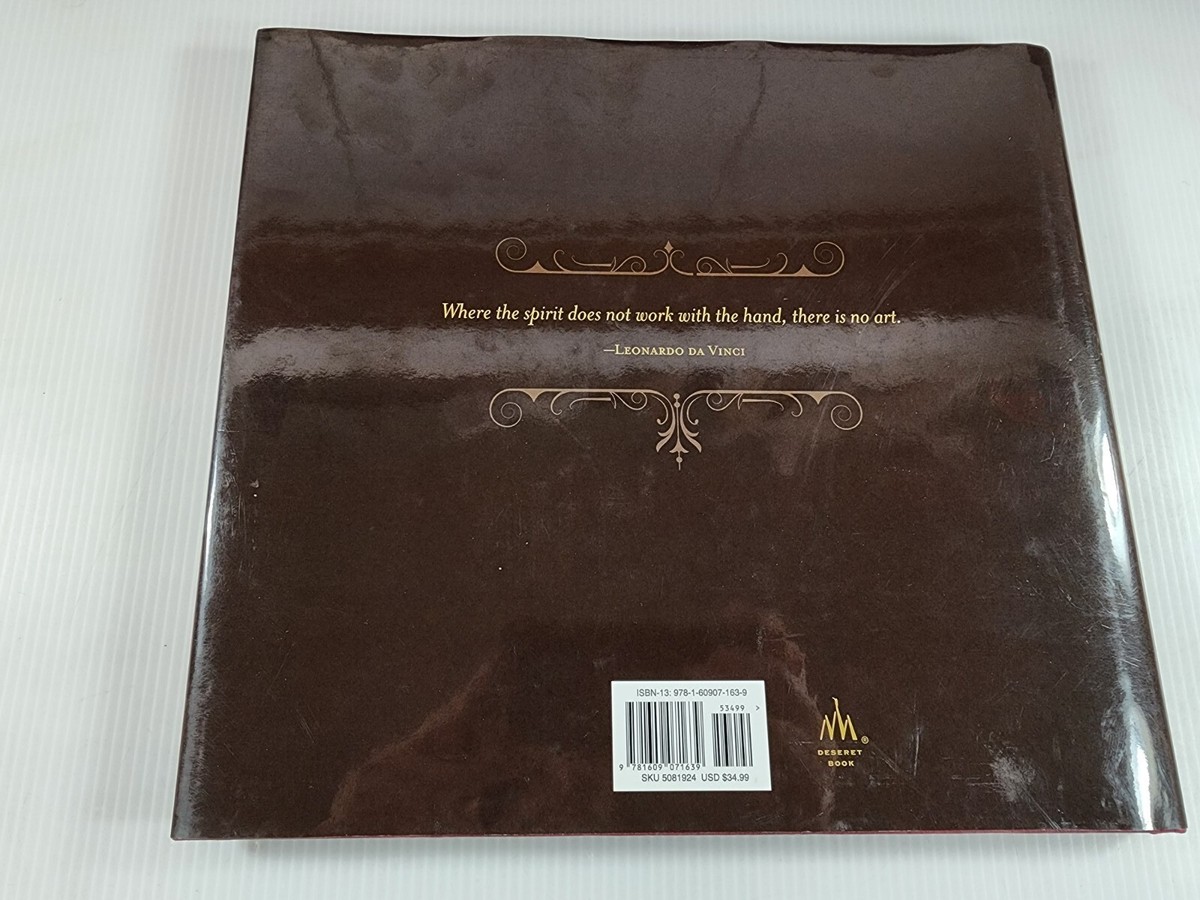 Where the spirit does not work with the hand, there is no art.
—LEONARDO DA VINCI
ISBN-13: 978-1-60907-163-9
53499 >
9 781609 071639
SKU 5081924 USD $34.99
DESERET ®
BOOK